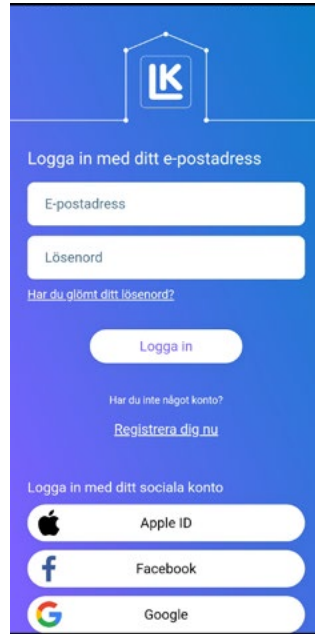 LK
Logga in med ditt e-postadress
E-postadress
Lösenord
Har du glömt ditt lösenord?
Logga in
Har du inte något konto?
Registrera dig nu
Logga in med ditt sociala konto
Apple ID
Facebook
Google